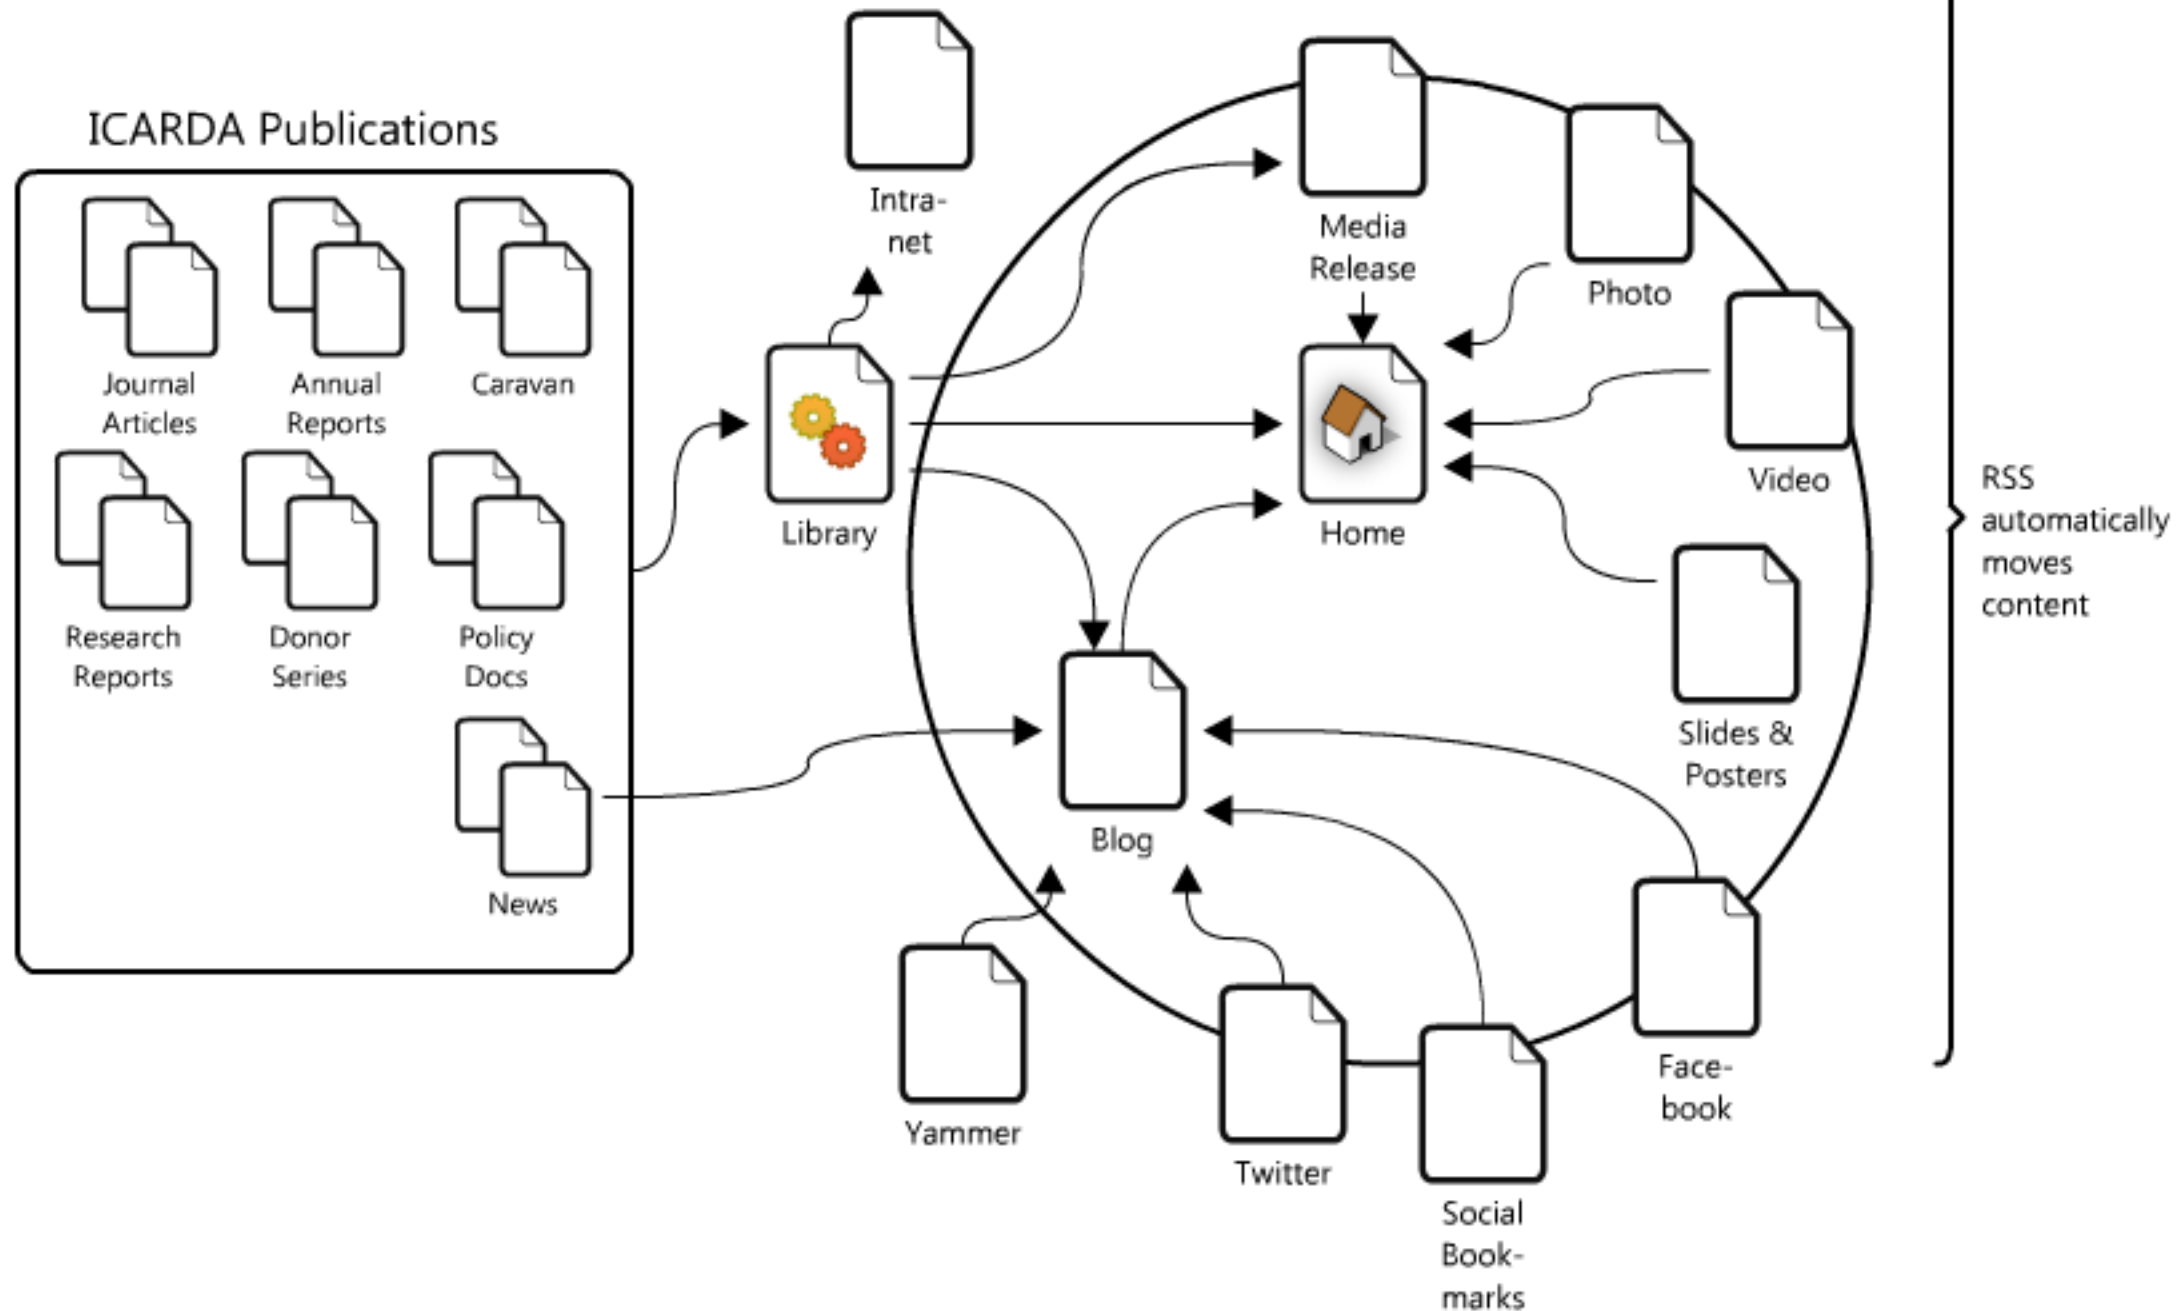 ICARDA Publications
Journal
Articles
Annual
Reports
Caravan
Research
Reports
Donor
Series
Policy
Docs
News
Intra-
net
Library
Media
Release
Photo
Video
Home
Slides &
Posters
Blog
Yammer
Twitter
Social
Book-
marks
Face-
book
RSS
automatically
moves
content